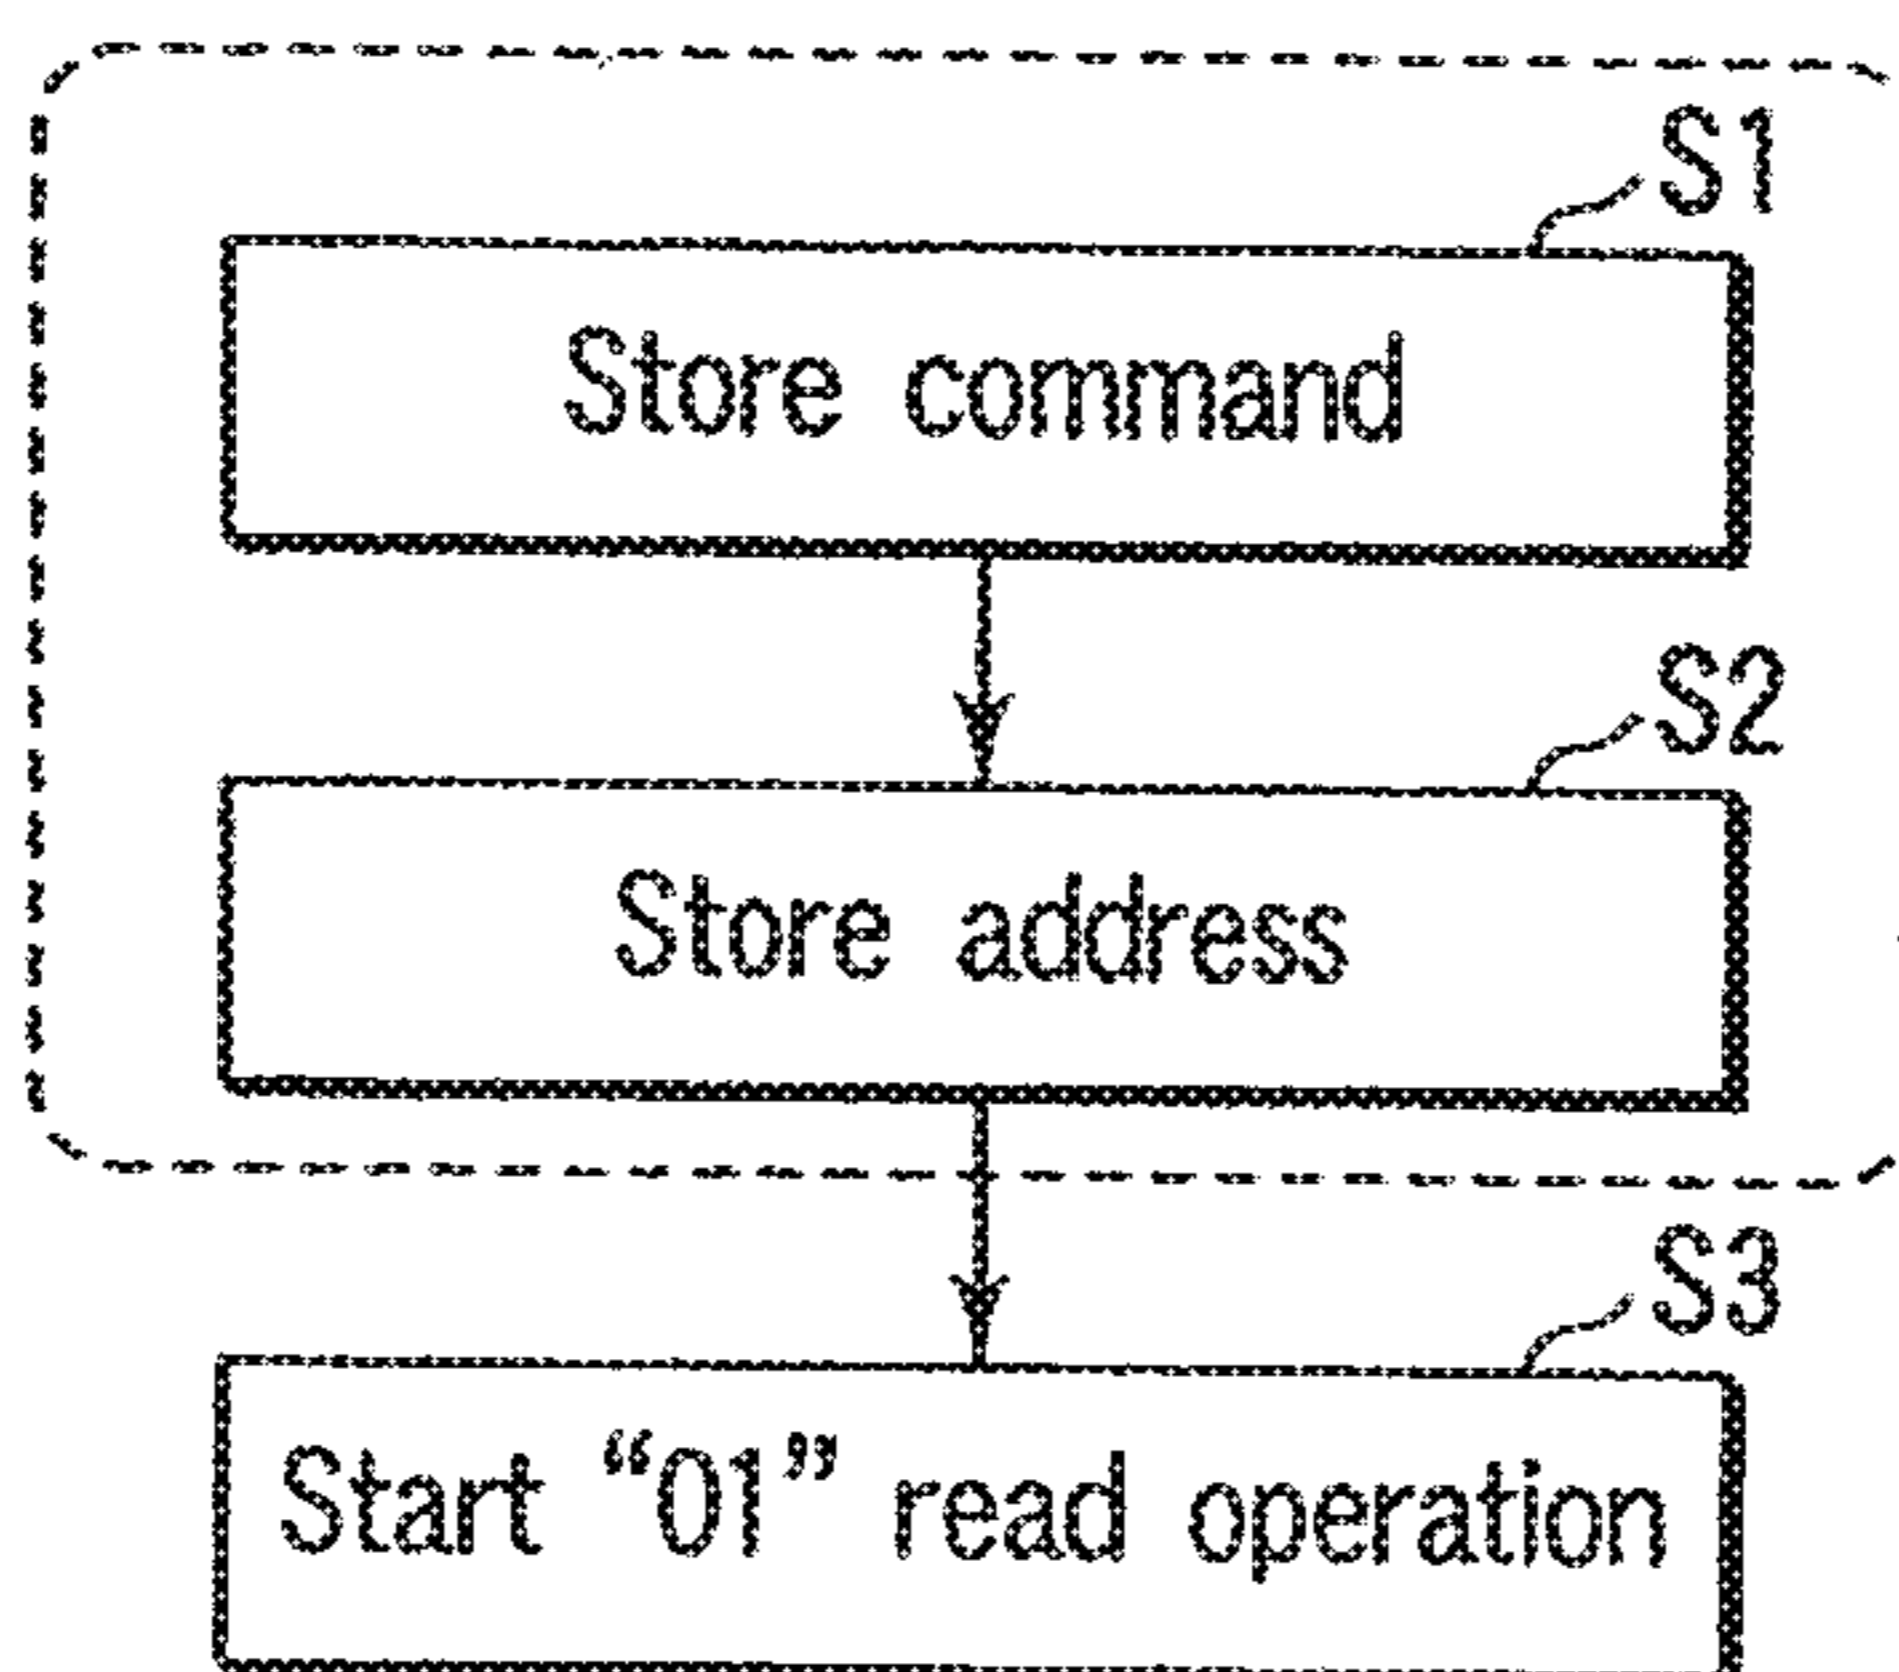 S1
Store command
S2
Store address
S3
Start “01” read operation